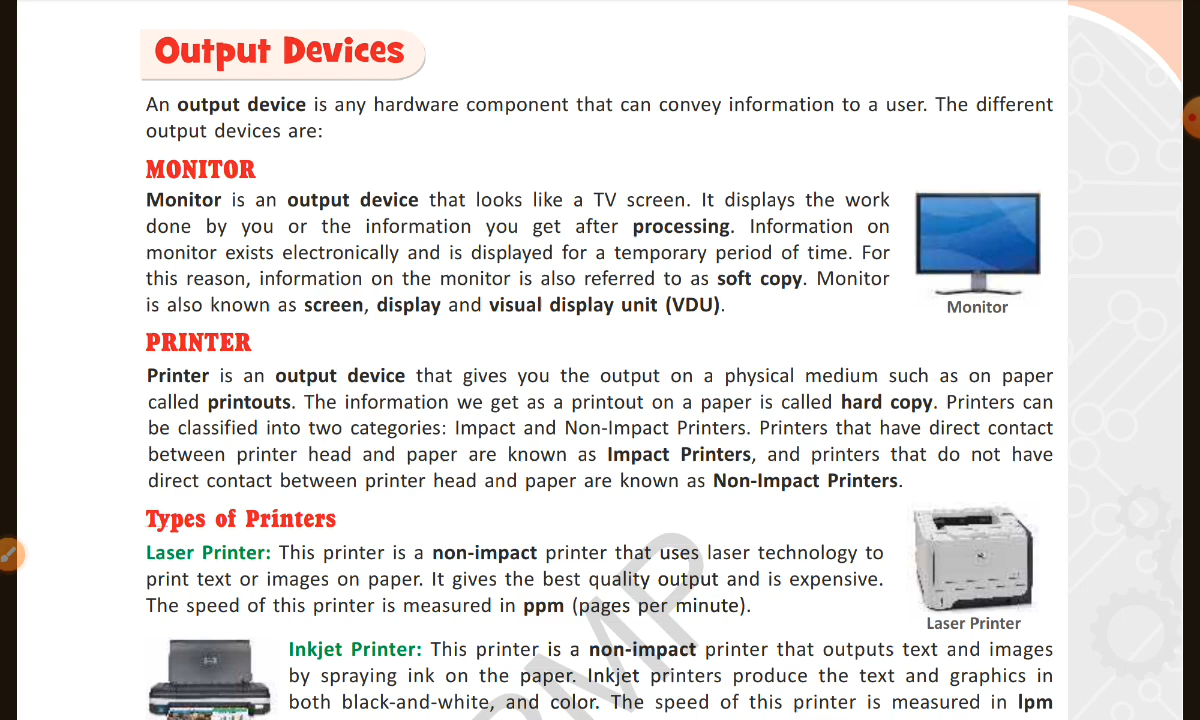 Output Devices
An output device is any hardware component that can convey information to a user. The different
output devices are:
MONITOR
Monitor is an output device that looks like a TV screen. It displays the work
done by you or the information you get after processing. Information on
monitor exists electronically and is displayed for a temporary period of time. For
this reason, information on the monitor is also referred to as soft copy. Monitor
is also known as screen, display and visual display unit (VDU).
Monitor
PRINTER
Printer is an output device that gives you the output on a physical medium such as on paper
called printouts. The information we get as a printout on a paper is called hard copy. Printers can
be classified into two categories: Impact and Non-Impact Printers. Printers that have direct contact
between printer head and paper are known as Impact Printers, and printers that do not have
direct contact between printer head and paper are known as Non-Impact Printers.
Types of Printers
Laser Printer: This printer is a non-impact printer that uses laser technology to
print text or images on paper. It gives the best quality output and is expensive.
The speed of this printer is measured in ppm (pages per minute).
Laser Printer
Inkjet Printer: This printer is a non-impact printer that outputs text and images
by spraying ink on the paper. Inkjet printers produce the text and graphics in
both black-and-white, and color. The speed of this printer is measured in lpm